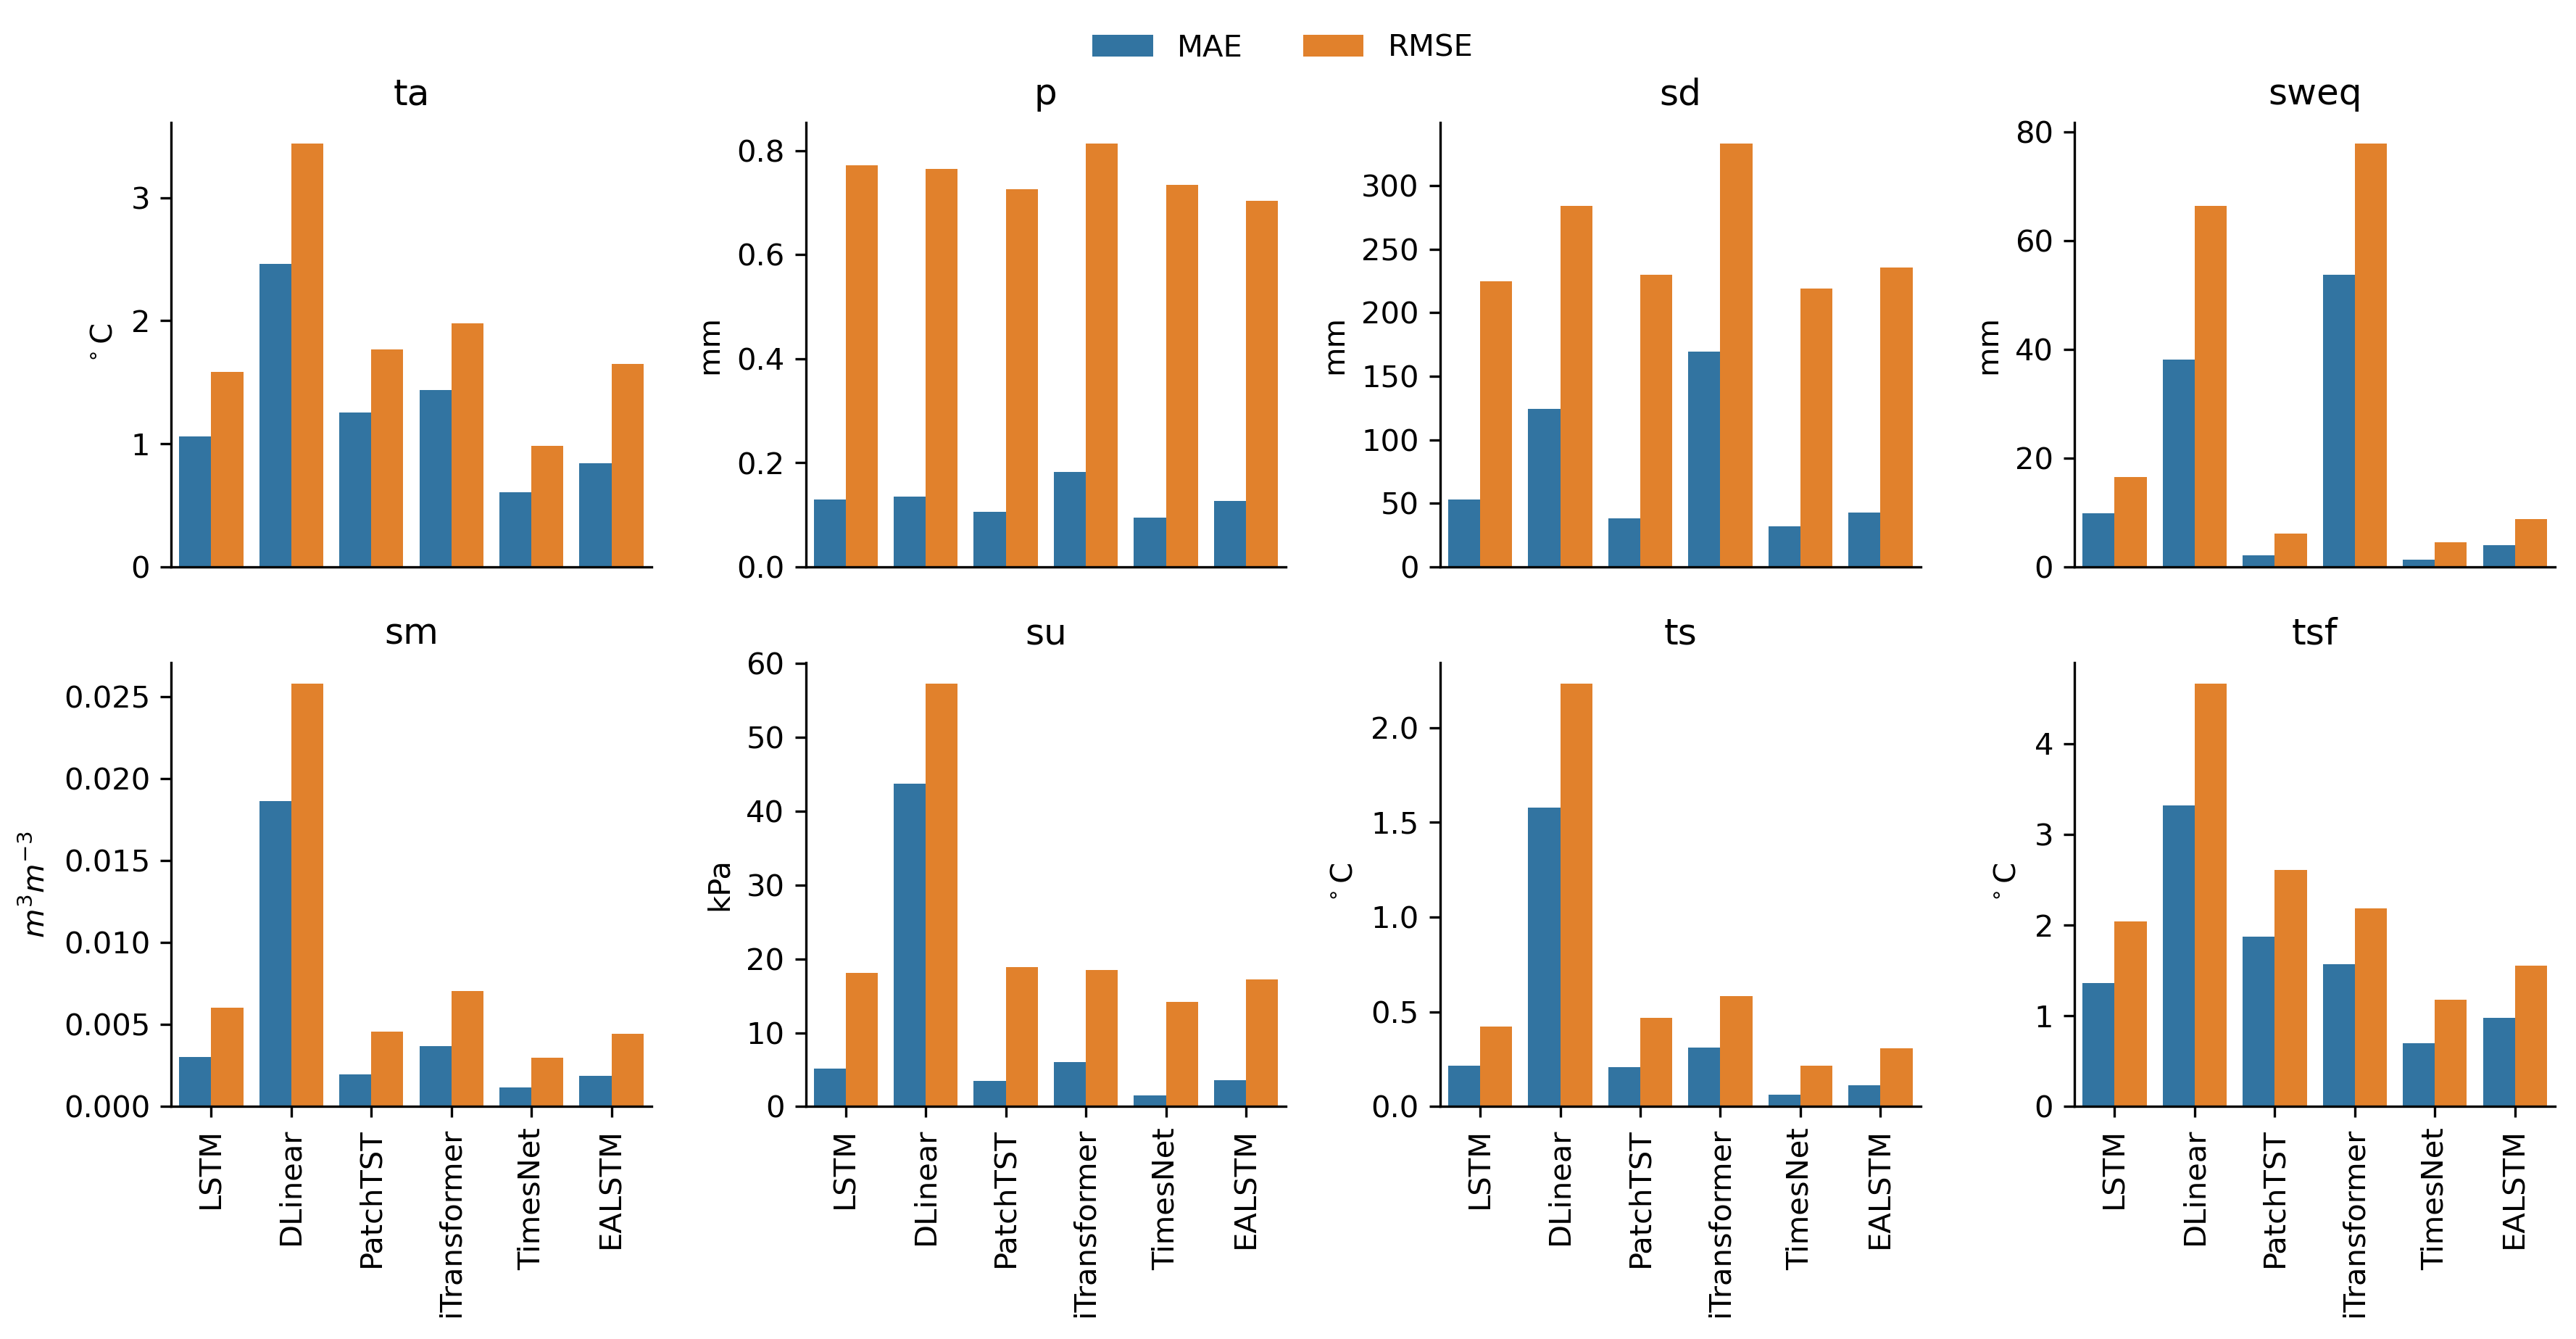 MAE RMSE
ta p sd sweq
3
2
1
0
°C
0.8
0.6
0.4
0.2
0.0
mm
300
250
200
150
100
50
0
mm
80
60
40
20
0
mm
sm su ts tsf
0.025
0.020
0.015
0.010
0.005
0.000
m³m⁻³
60
50
40
30
20
10
0
kPa
2.0
1.5
1.0
0.5
0.0
°C
4
3
2
1
0
°C
LSTM DLinear PatchTST iTransformer TimesNet EALSTM
LSTM DLinear PatchTST iTransformer TimesNet EALSTM
LSTM DLinear PatchTST iTransformer TimesNet EALSTM
LSTM DLinear PatchTST iTransformer TimesNet EALSTM